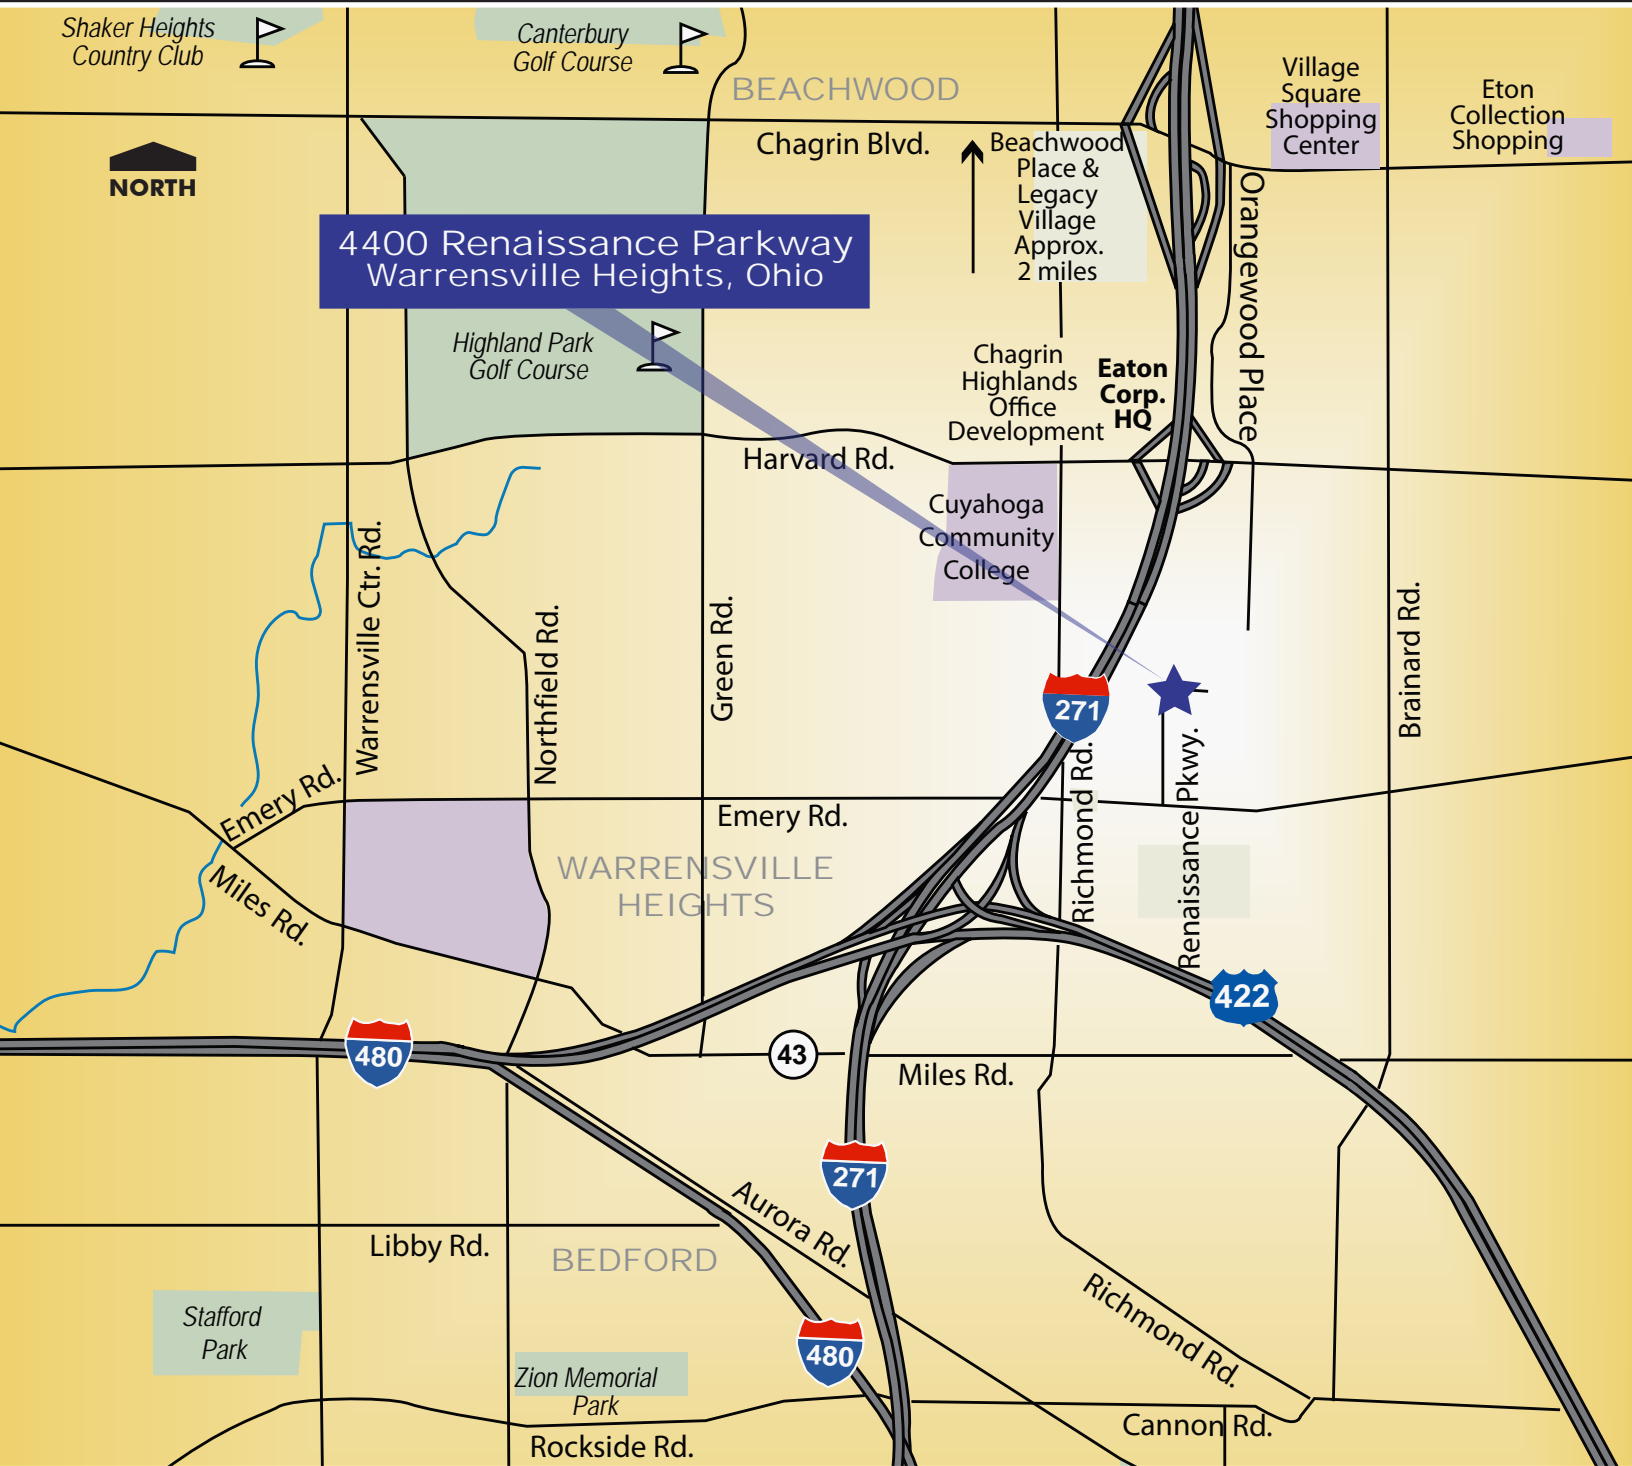 Shaker Heights
Country Club
Canterbury
Golf Course
BEACHWOOD
Village
Square
Shopping
Center
Eton
Collection
Shopping
NORTH
Chagrin Blvd.
Beachwood
Place &
Legacy
Village
Approx.
2 miles
Orangewood Place
4400 Renaissance Parkway
Warrensville Heights, Ohio
Highland Park
Golf Course
Chagrin
Highlands
Office
Development
Eaton
Corp.
HQ
Harvard Rd.
Cuyahoga
Community
College
Warrensville Ctr. Rd.
Northfield Rd.
Green Rd.
Brainard Rd.
271
Richmond Rd.
Renaissance Pkwy.
Emery Rd.
Emery Rd.
Miles Rd.
WARRENSVILLE
HEIGHTS
422
480
43
Miles Rd.
271
Aurora Rd.
Libby Rd.
BEDFORD
Richmond Rd.
Stafford
Park
480
Zion Memorial
Park
Cannon Rd.
Rockside Rd.